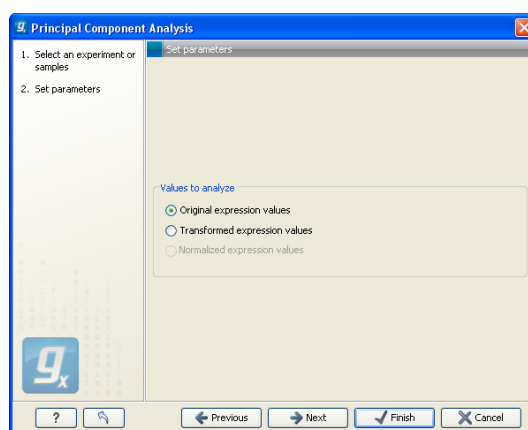 Principal Component Analysis
1. Select an experiment or
samples
2. Set parameters
Set parameters
Values to analyze
Original expression values
Transformed expression values
Normalized expression values
gx
?
Previous
Next
Finish
Cancel